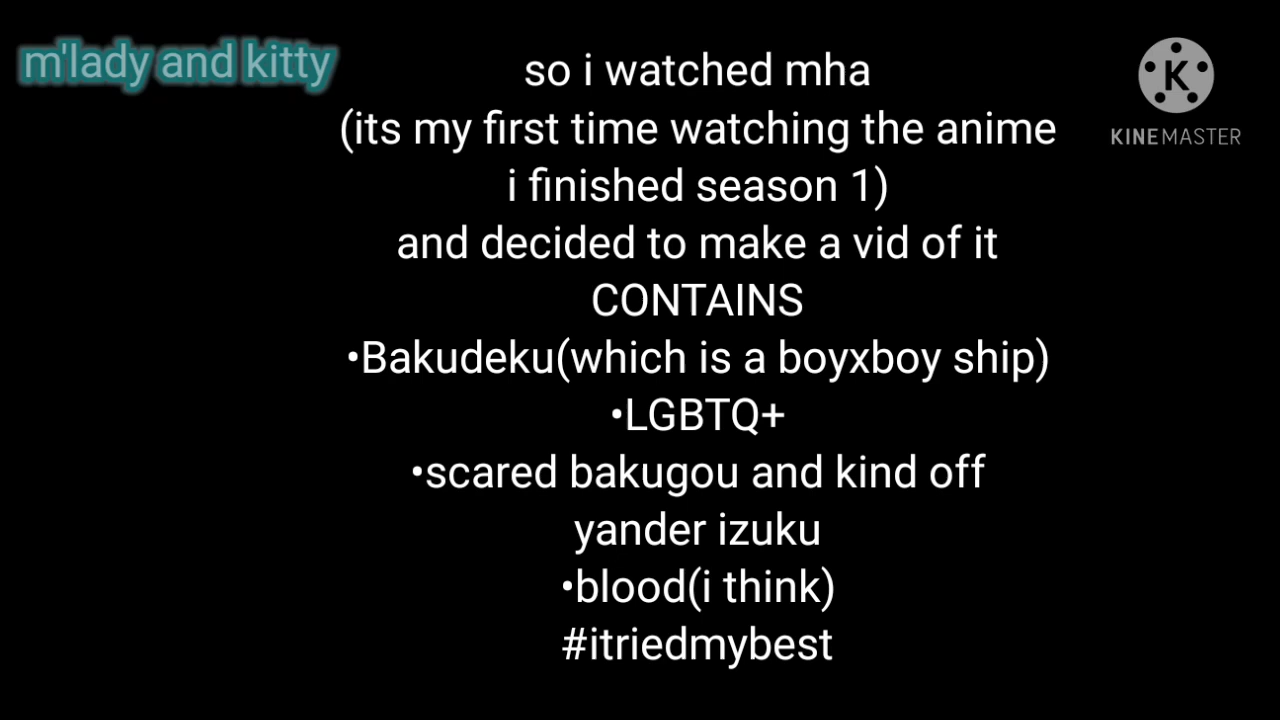 m'lady and kitty
so i watched mha
(its my first time watching the anime
i finished season 1)
and decided to make a vid of it
CONTAINS
•Bakudeku(which is a boyxboy ship)
•LGBTQ+
•scared bakugou and kind off
yander izuku
•blood(i think)
#itriedmybest
K
KINEMASTER